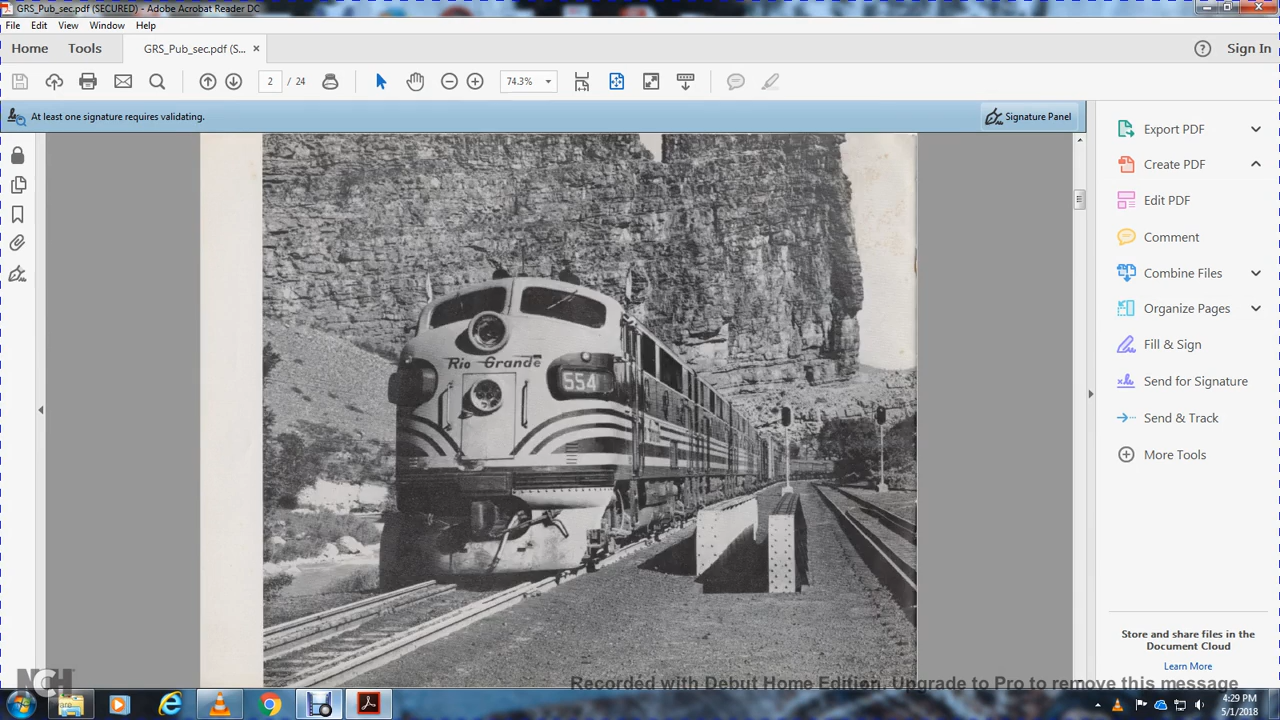 GRS_Pub_sec.pdf (SECURED) - Adobe Acrobat Reader DC
File Edit View Window Help
Home Tools GRS_Pub_sec.pdf (S... × Sign In
2 / 24 74.3%
At least one signature requires validating. Signature Panel
Export PDF
Create PDF
Edit PDF
Comment
Combine Files
Organize Pages
Fill & Sign
Send for Signature
Send & Track
More Tools
Rio Grande
554
Store and share files in the
Document Cloud
Learn More
NCH
Recorded with Debut Home Edition. Upgrade to Pro to remove this message
4:29 PM
5/1/2018